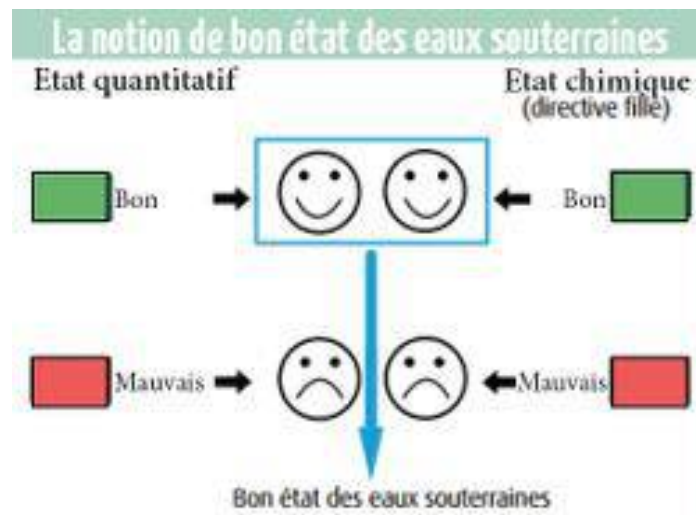 La notion de bon état des eaux souterraines
Etat quantitatif
Etat chimique
(directive fille)
Bon
Bon
Mauvais
Mauvais
Bon état des eaux souterraines